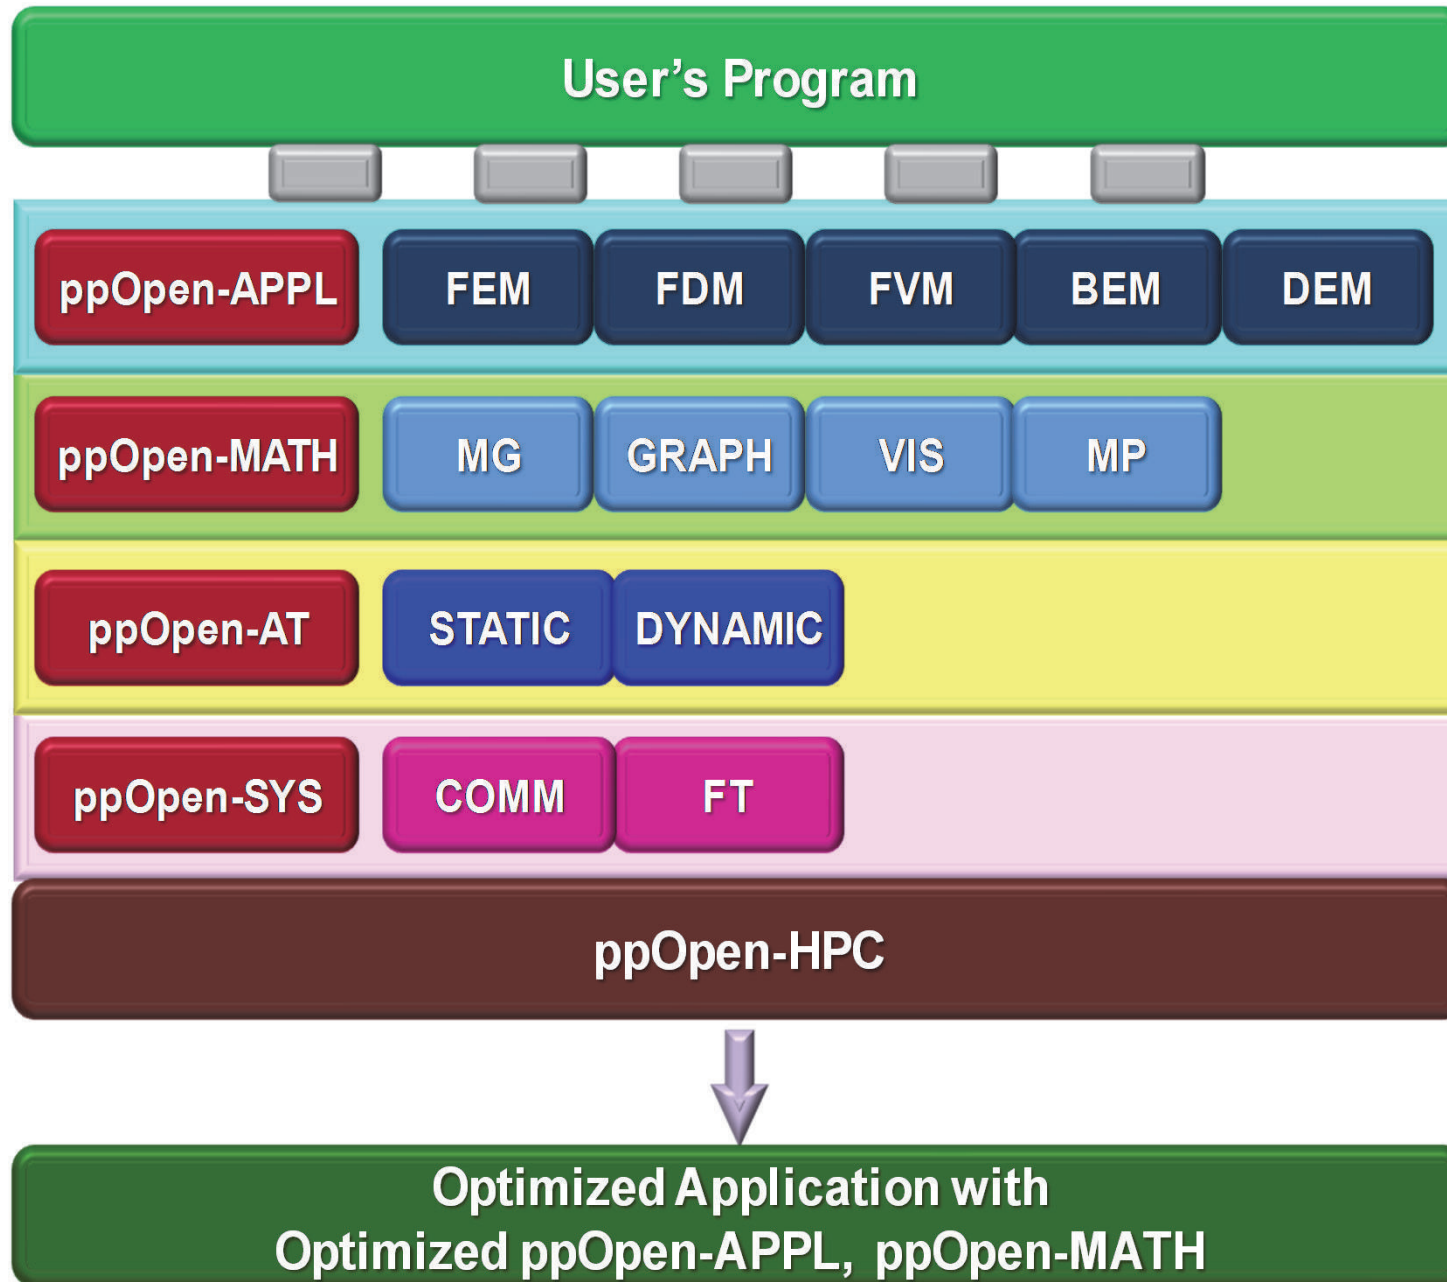 User’s Program
ppOpen-APPL FEM FDM FVM BEM DEM
ppOpen-MATH MG GRAPH VIS MP
ppOpen-AT STATIC DYNAMIC
ppOpen-SYS COMM FT
ppOpen-HPC
Optimized Application with
Optimized ppOpen-APPL, ppOpen-MATH